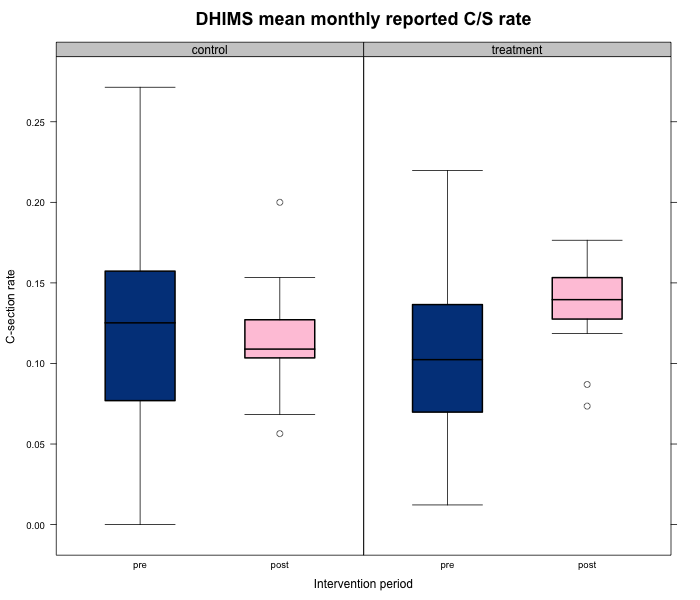 DHIMS mean monthly reported C/S rate
control
treatment
0.25
0.20
0.15
0.10
0.05
0.00
C-section rate
pre
post
pre
post
Intervention period